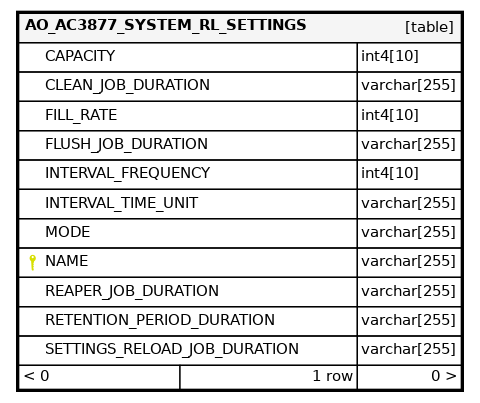 AO_AC3877_SYSTEM_RL_SETTINGS [table]
CAPACITY int4[10]
CLEAN_JOB_DURATION varchar[255]
FILL_RATE int4[10]
FLUSH_JOB_DURATION varchar[255]
INTERVAL_FREQUENCY int4[10]
INTERVAL_TIME_UNIT varchar[255]
MODE varchar[255]
NAME varchar[255]
REAPER_JOB_DURATION varchar[255]
RETENTION_PERIOD_DURATION varchar[255]
SETTINGS_RELOAD_JOB_DURATION varchar[255]
< 0 1 row 0 >